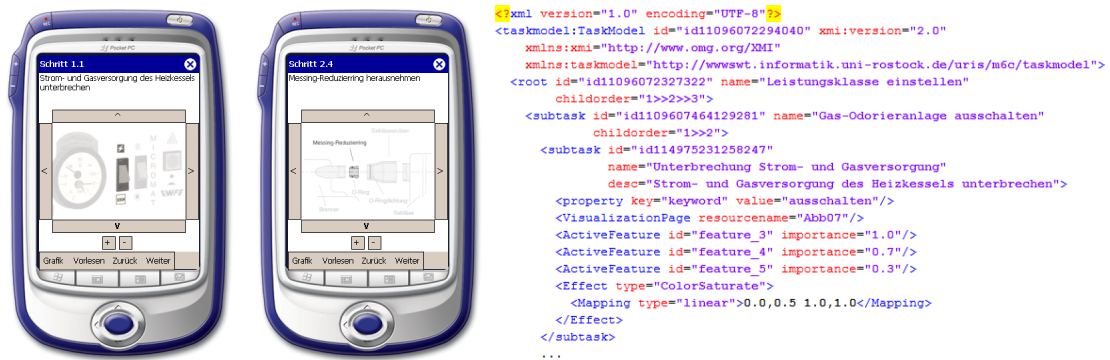 Pocket PC
Schritt 1.1
Strom- und Gasversorgung des Heizkessels
unterbrechen
^
<
>
MICROMAT
v
+ -
Grafik Vorlesen Zurück Weiter
Pocket PC
Schritt 2.4
Messing-Reduzierring herausnehmen
^
Messing-Reduzierring
<
>
O-Ring
O-Ringdichtung
Brenner
Gebläse
v
+ -
Grafik Vorlesen Zurück Weiter
<?xml version="1.0" encoding="UTF-8"?>
<taskmodel:TaskModel id="id11096072294040" xmi:version="2.0"
xmlns:xmi="http://www.omg.org/XMI"
xmlns:taskmodel="http://wwwswt.informatik.uni-rostock.de/uris/m6c/taskmodel">
<root id="id11096072327322" name="Leistungsklasse einstellen"
childorder="1>>2>>3">
<subtask id="id1109607464129281" name="Gas-Odorieranlage ausschalten"
childorder="1>>2">
<subtask id="id114975231258247"
name="Unterbrechung Strom- und Gasversorgung"
desc="Strom- und Gasversorgung des Heizkessels unterbrechen">
<property key="keyword" value="ausschalten"/>
<VisualizationPage resourcename="Abb07"/>
<ActiveFeature id="feature_3" importance="1.0"/>
<ActiveFeature id="feature_4" importance="0.7"/>
<ActiveFeature id="feature_5" importance="0.3"/>
<Effect type="ColorSaturate">
<Mapping type="linear">0.0,0.5 1.0,1.0</Mapping>
</Effect>
</subtask>
...